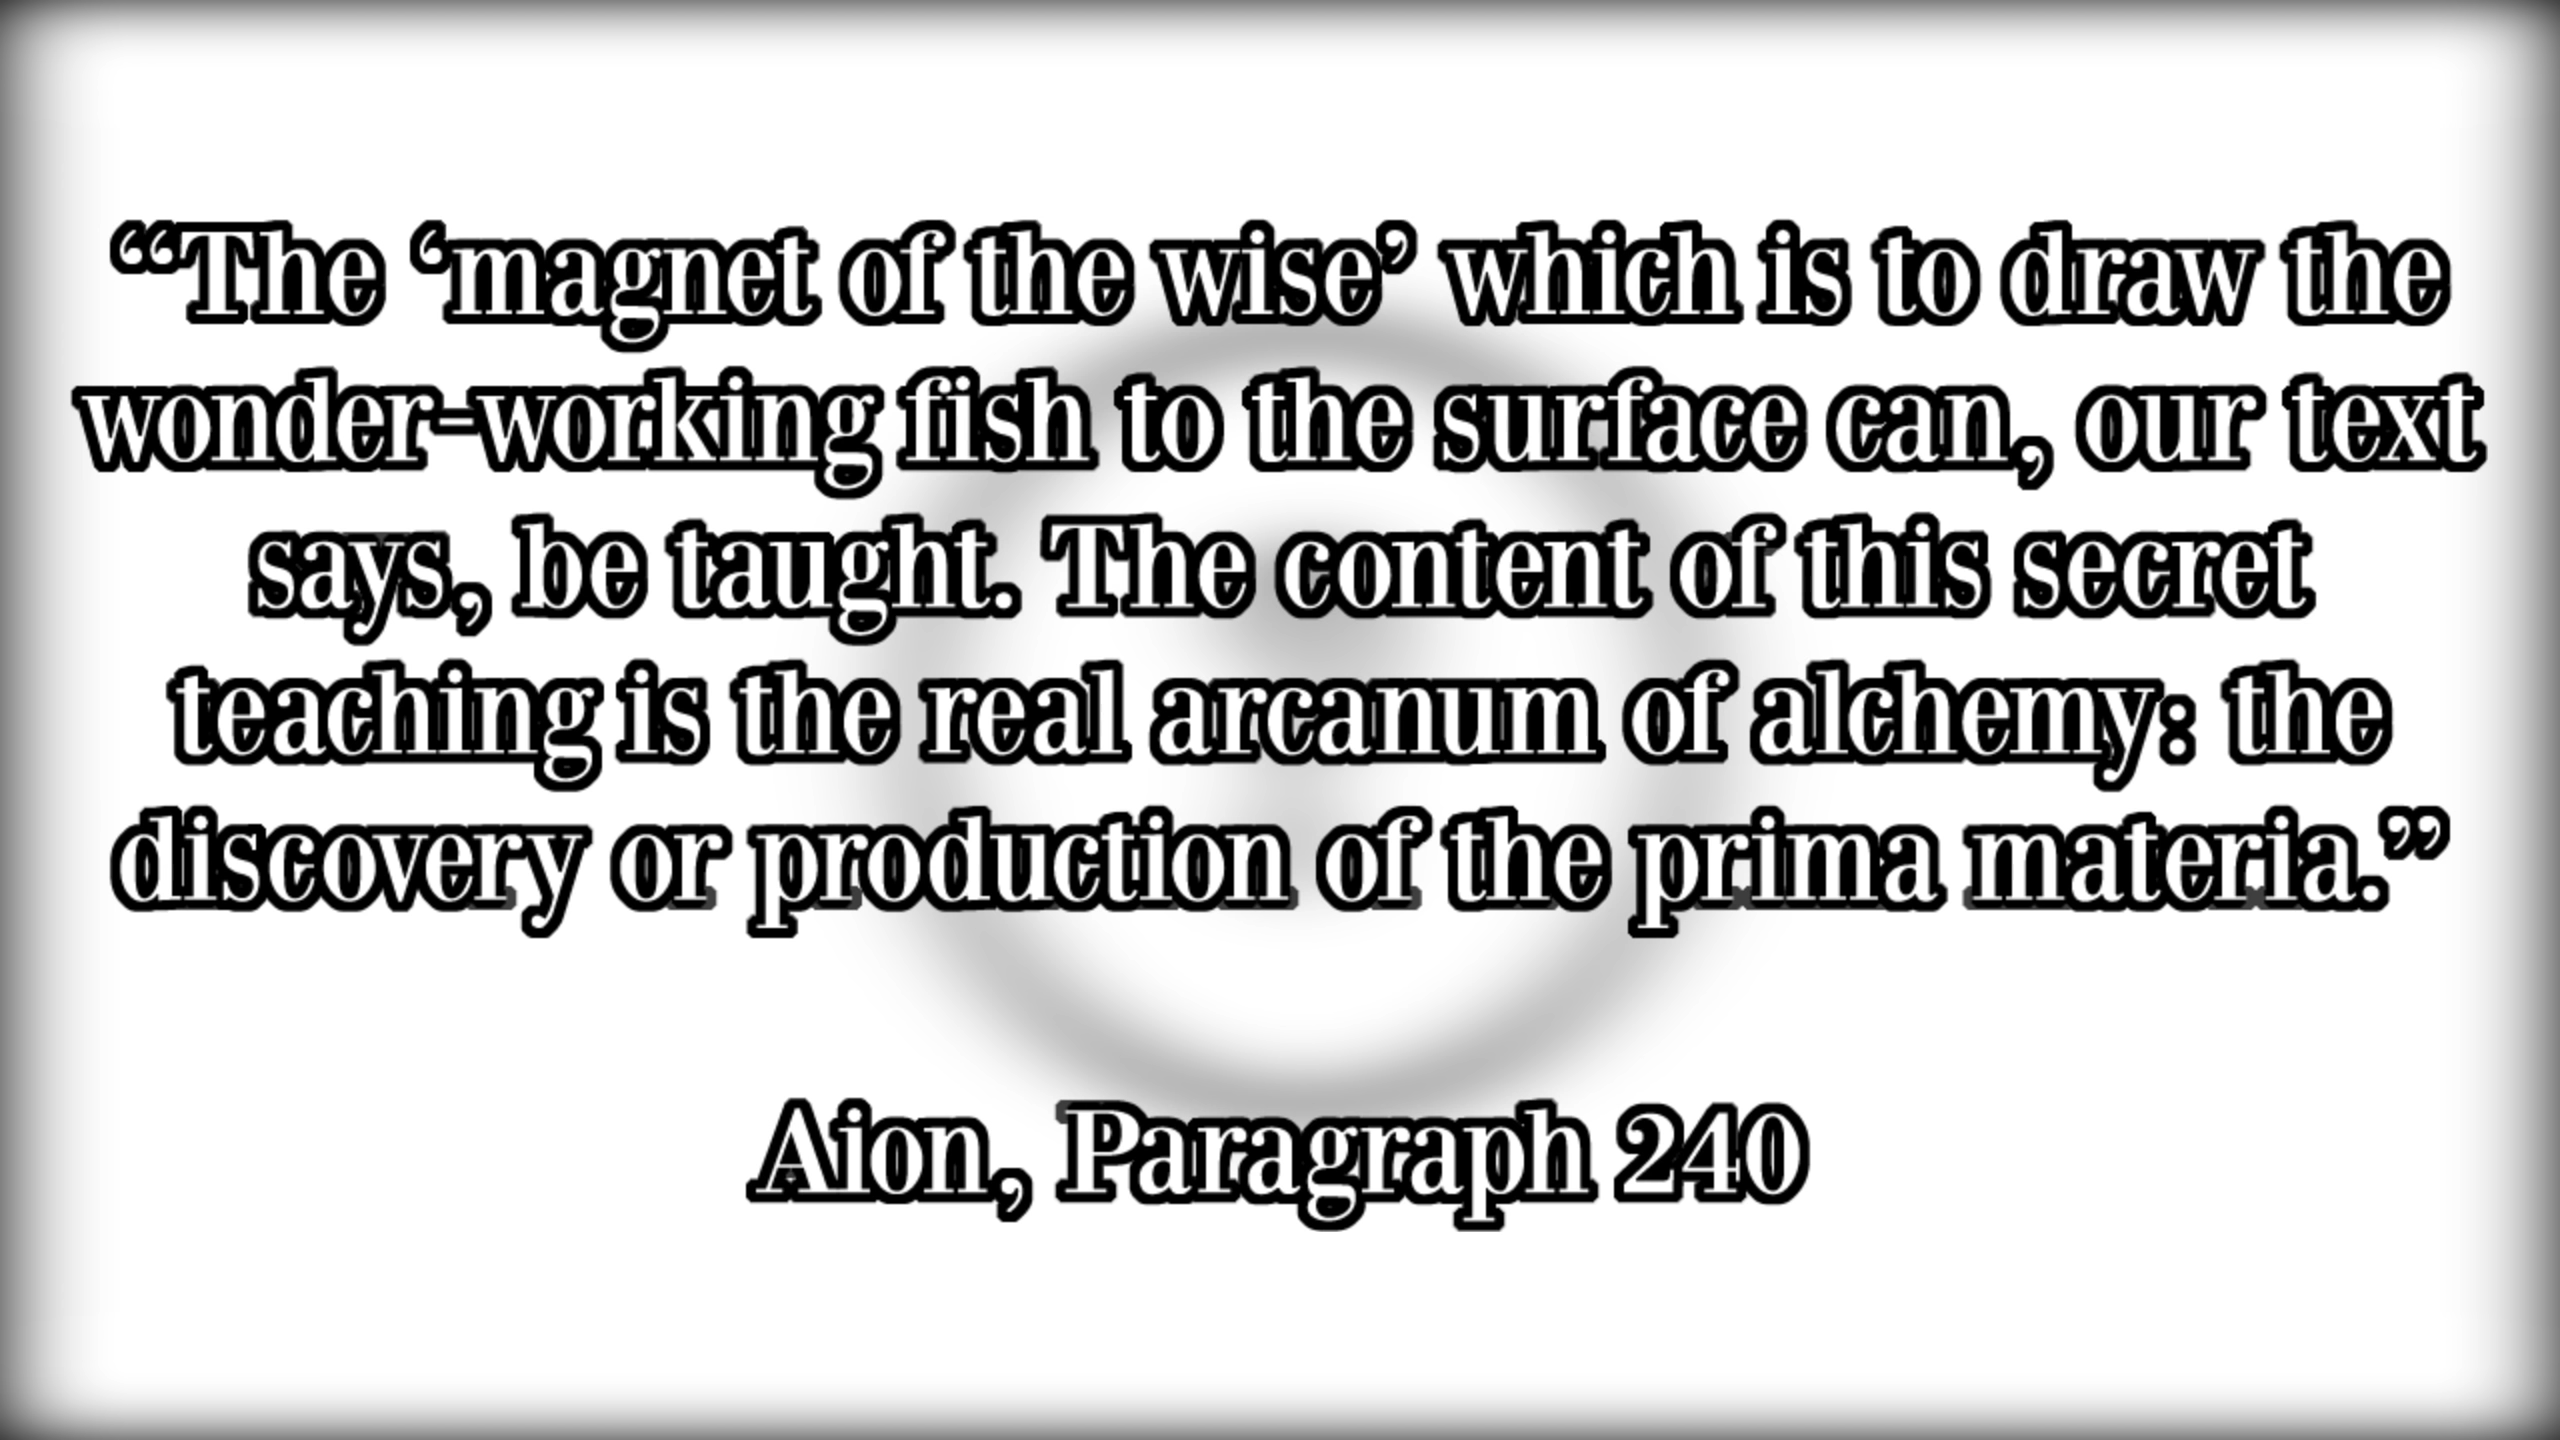 “The ‘magnet of the wise’ which is to draw the
wonder-working fish to the surface can, our text
says, be taught. The content of this secret
teaching is the real arcanum of alchemy: the
discovery or production of the prima materia.”
Aion, Paragraph 240